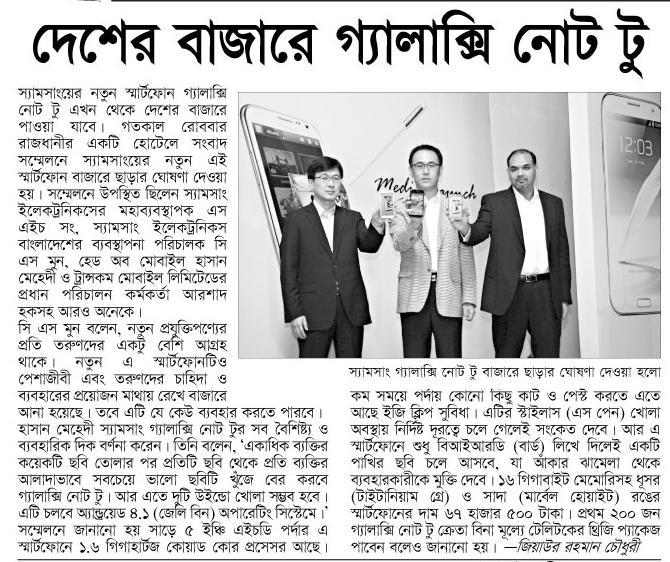 দেশের বাজারে গ্যালাক্সি নোট টু
স্যামসাংয়ের নতুন স্মার্টফোন গ্যালাক্সি
নোট টু এখন থেকে দেশের বাজারে
পাওয়া যাবে। গতকাল রোববার
রাজধানীর একটি হোটেলে সংবাদ
সম্মেলনে স্যামসাংয়ের নতুন এই
স্মার্টফোন বাজারে ছাড়ার ঘোষণা দেওয়া
হয়। সম্মেলনে উপস্থিত ছিলেন স্যামসাং
ইলেকট্রনিকসের মহাব্যবস্থাপক এস
এইচ সং, স্যামসাং ইলেকট্রনিকস
বাংলাদেশের ব্যবস্থাপনা পরিচালক সি
এস মুন, হেড অব মোবাইল হাসান
মেহেদী ও ট্রান্সকম মোবাইল লিমিটেডের
প্রধান পরিচালন কর্মকর্তা আরশাদ
হকসহ আরও অনেকে।
সি এস মুন বলেন, নতুন প্রযুক্তিপণ্যের
প্রতি তরুণদের একটু বেশি আগ্রহ
থাকে। নতুন এ স্মার্টফোনটিও
পেশাজীবী এবং তরুণদের চাহিদা ও
ব্যবহারের প্রয়োজন মাথায় রেখে বাজারে
আনা হয়েছে। তবে এটি যে কেউ ব্যবহার করতে পারবে।
হাসান মেহেদী স্যামসাং গ্যালাক্সি নোট টুর সব বৈশিষ্ট্য ও
ব্যবহারিক দিক বর্ণনা করেন। তিনি বলেন, ‘একাধিক ব্যক্তির
কয়েকটি ছবি তোলার পর প্রতিটি ছবি থেকে প্রতি ব্যক্তির
আলাদাভাবে সবচেয়ে ভালো ছবিটি খুঁজে বের করবে
গ্যালাক্সি নোট টু। আর এতে দুটি উইন্ডো খোলা সম্ভব হবে।
এটি চলবে অ্যান্ড্রয়েড ৪.১ (জেলি বিন) অপারেটিং সিস্টেমে।’
সম্মেলনে জানানো হয় সাড়ে ৫ ইঞ্চি এইচডি পর্দার এ
স্মার্টফোনে ১.৬ গিগাহার্টজ কোয়াড কোর প্রসেসর আছে।
Media Launch
12:03
স্যামসাং গ্যালাক্সি নোট টু বাজারে ছাড়ার ঘোষণা দেওয়া হলো
কম সময়ে পর্দায় কোনো কিছু কাট ও পেস্ট করতে এতে
আছে ইজি ক্লিপ সুবিধা। এটির স্টাইলাস (এস পেন) খোলা
অবস্থায় নির্দিষ্ট দূরত্বে চলে গেলেই সংকেত দেবে। আর এ
স্মার্টফোনে শুধু বিআইআরডি (বার্ড) লিখে দিলেই একটি
পাখির ছবি চলে আসবে, যা আঁকার ঝামেলা থেকে
ব্যবহারকারীকে মুক্তি দেবে। ১৬ গিগাবাইট মেমোরিসহ ধূসর
(টাইটানিয়াম গ্রে) ও সাদা (মার্বেল হোয়াইট) রঙের
স্মার্টফোনের দাম ৬৭ হাজার ৫০০ টাকা। প্রথম ২০০ জন
গ্যালাক্সি নোট টু ক্রেতা বিনা মূল্যে টেলিটকের থ্রিজি প্যাকেজ
পাবেন বলেও জানানো হয়। —জিয়াউর রহমান চৌধুরী